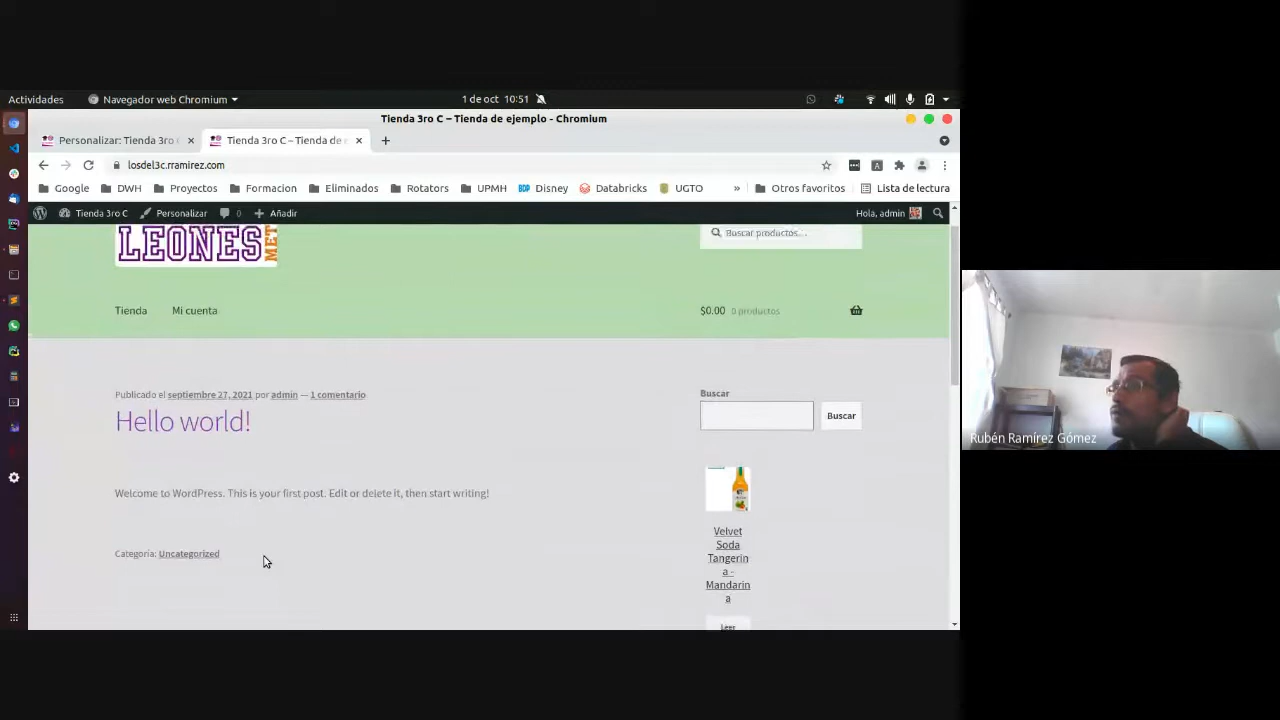 Actividades
Navegador web Chromium
1 de oct 10:51
Tienda 3ro C – Tienda de ejemplo - Chromium
Personalizar: Tienda 3ro
Tienda 3ro C – Tienda de e
losdel3c.rramirez.com
Google
DWH
Proyectos
Formacion
Eliminados
Rotators
UPMH
BDP Disney
Databricks
UGTO
»
Otros favoritos
Lista de lectura
Tienda 3ro C
Personalizar
0
Añadir
Hola, admin
LEONES
MET
Buscar productos…
Tienda
Mi cuenta
$0.00 0 productos
Publicado el septiembre 27, 2021 por admin — 1 comentario
Hello world!
Welcome to WordPress. This is your first post. Edit or delete it, then start writing!
Categoría: Uncategorized
Buscar
Buscar
Velvet
Soda
Tangerin
a -
Mandarin
a
Leer
Rubén Ramírez Gómez